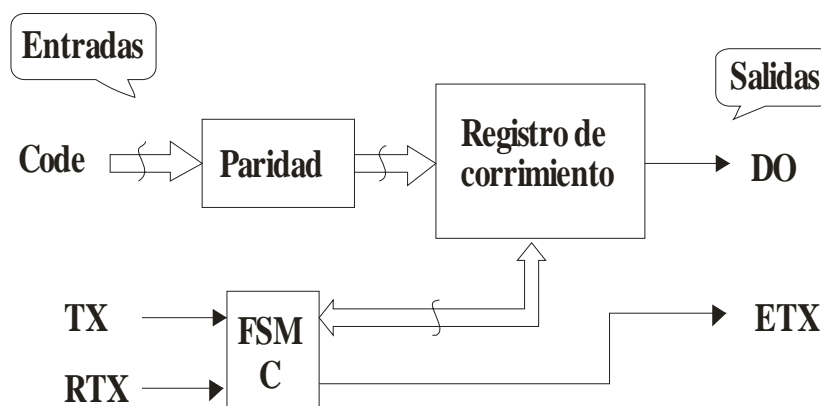 Entradas
Salidas
Code
Paridad
Registro de
corrimiento
DO
TX
FSM
C
ETX
RTX